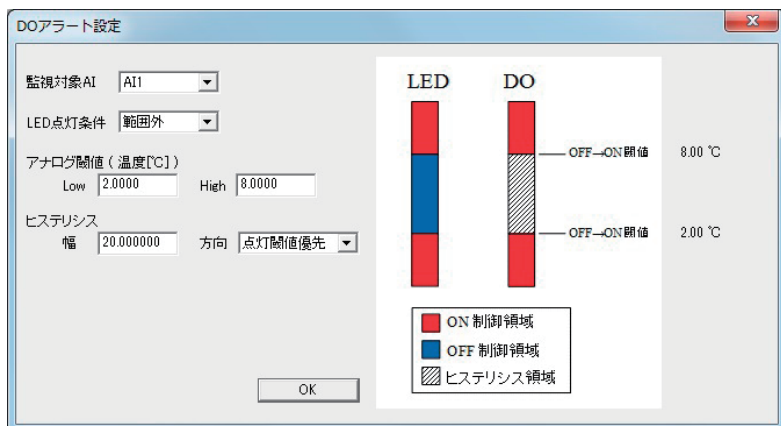 DOアラート設定
監視対象AI AI1
LED点灯条件 範囲外
アナログ閾値(温度[℃])
Low 2.0000 High 8.0000
ヒステリシス
幅 20.000000 方向 点灯閾値優先
OK
LED DO
OFF→ON閾値 8.00 ℃
OFF→ON閾値 2.00 ℃
ON 制御領域
OFF 制御領域
ヒステリシス領域